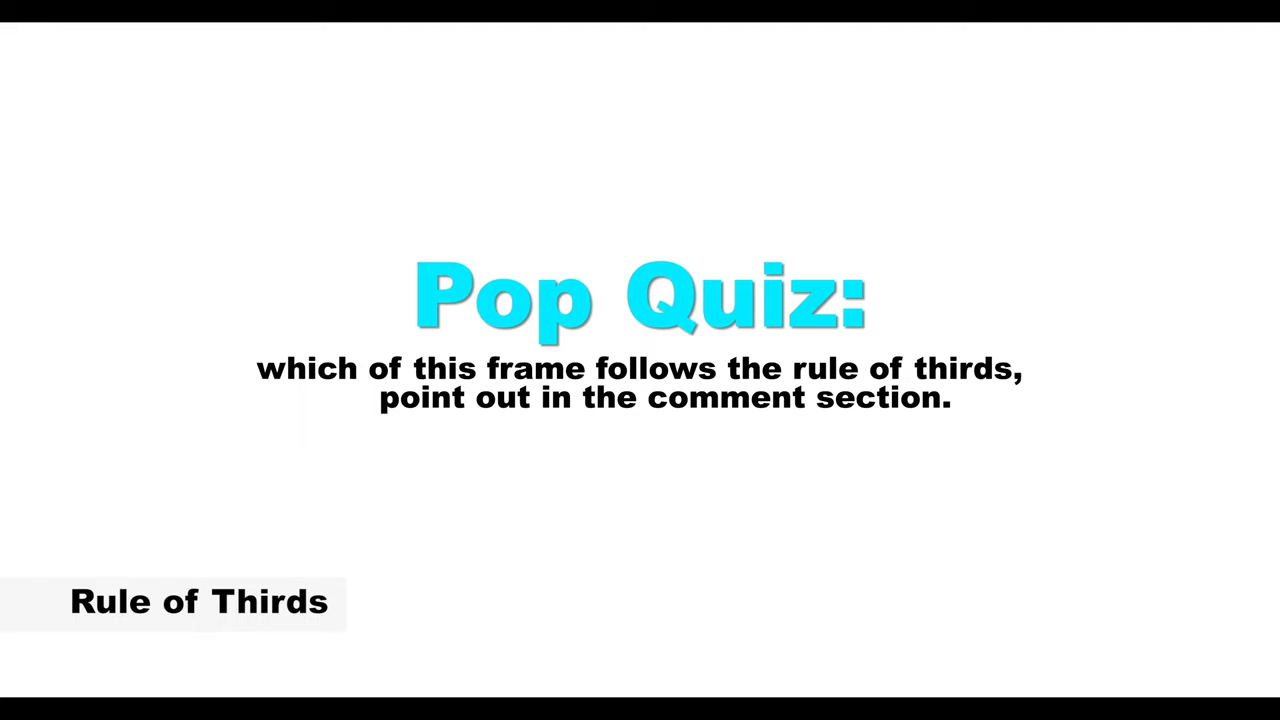 Pop Quiz:
which of this frame follows the rule of thirds,
point out in the comment section.
Rule of Thirds